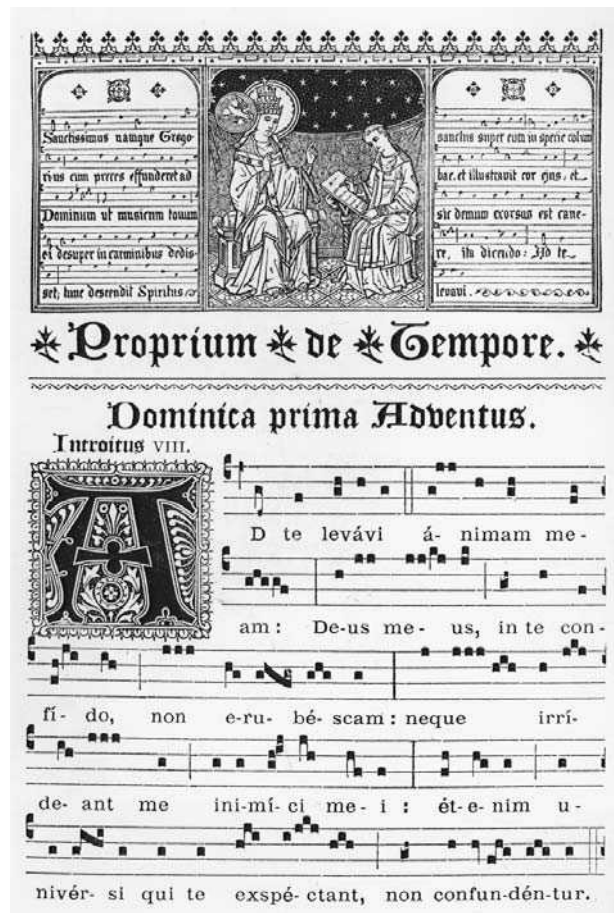 Sanctissimus namque Grego-
rius cum preces effunderet ad
Dominum ut musicum tonum
ei desuper in carminibus dedis-
set, tunc descendit Spiritus
sanctus super eum in specie colum
bae, et illustravit cor ejus, et
sic demum exorsus est cane-
re, ita dicendo: Ad te
levavi.
Proprium de Tempore.
Dominica prima Adventus.
Introitus VIII.
AD te levávi á- nimam me-
am: De-us me- us, in te con-
fí- do, non e-ru- bé- scam: neque irrí-
de- ant me ini-mí-ci me- i: ét-e-nim u-
nivér- si qui te exspé-ctant, non confun-dén-tur.